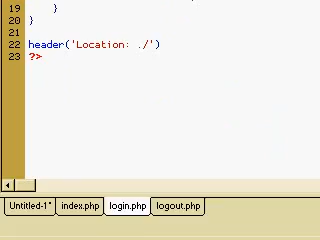 19 }
20 }
21
22 header('Location: ./')
23 ?>
Untitled-1* index.php login.php logout.php